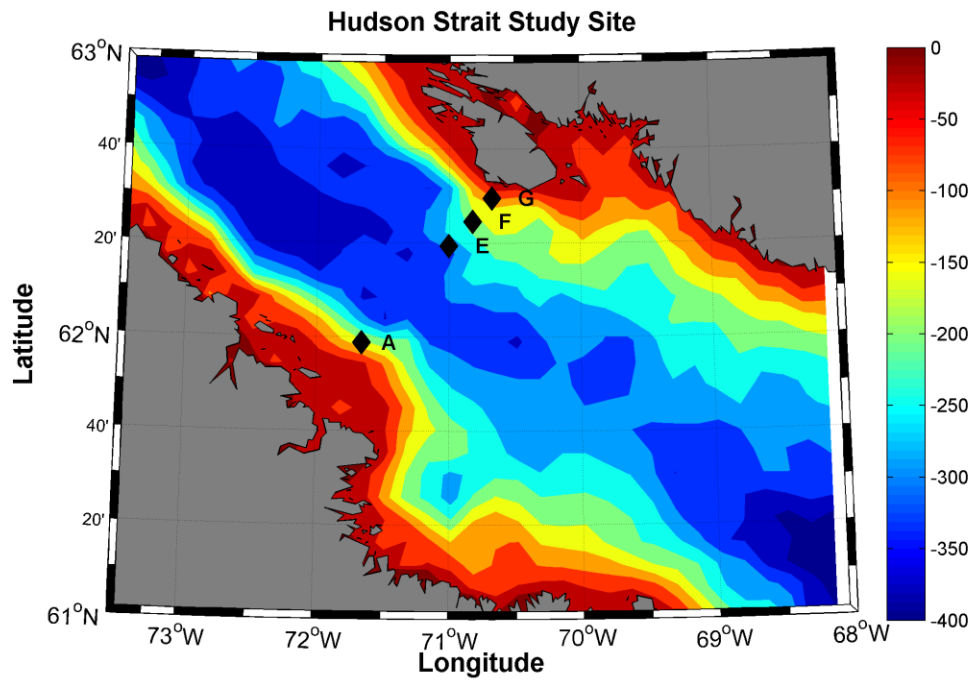 Hudson Strait Study Site
63°N
40'
20'
62°N
40'
20'
61°N
Latitude
G
F
E
A
73°W
72°W
71°W
70°W
69°W
68°W
Longitude
0
-50
-100
-150
-200
-250
-300
-350
-400